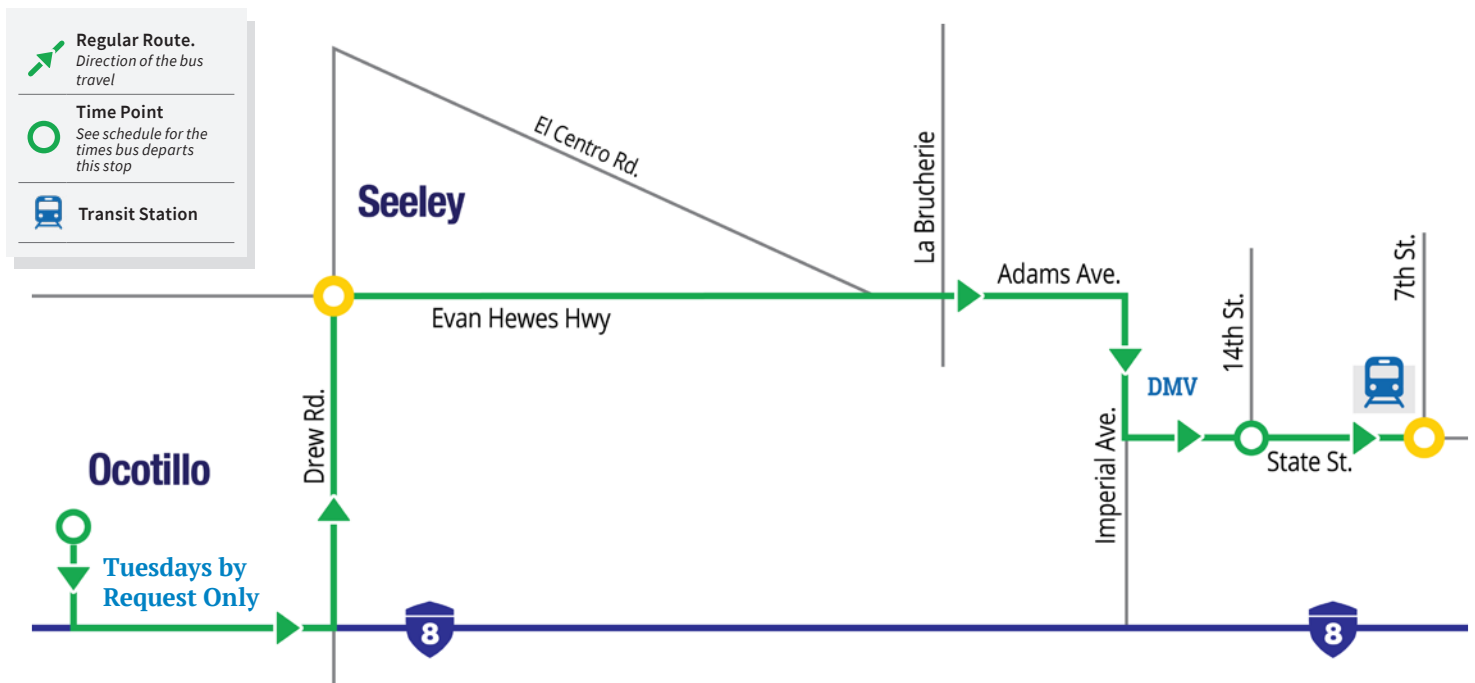 Regular Route.
Direction of the bus
travel
Time Point
See schedule for the
times bus departs
this stop
Transit Station
El Centro Rd.
Seeley
La Brucherie
Adams Ave.
Evan Hewes Hwy
14th St.
7th St.
DMV
Drew Rd.
Imperial Ave.
State St.
Ocotillo
Tuesdays by
Request Only
8
8